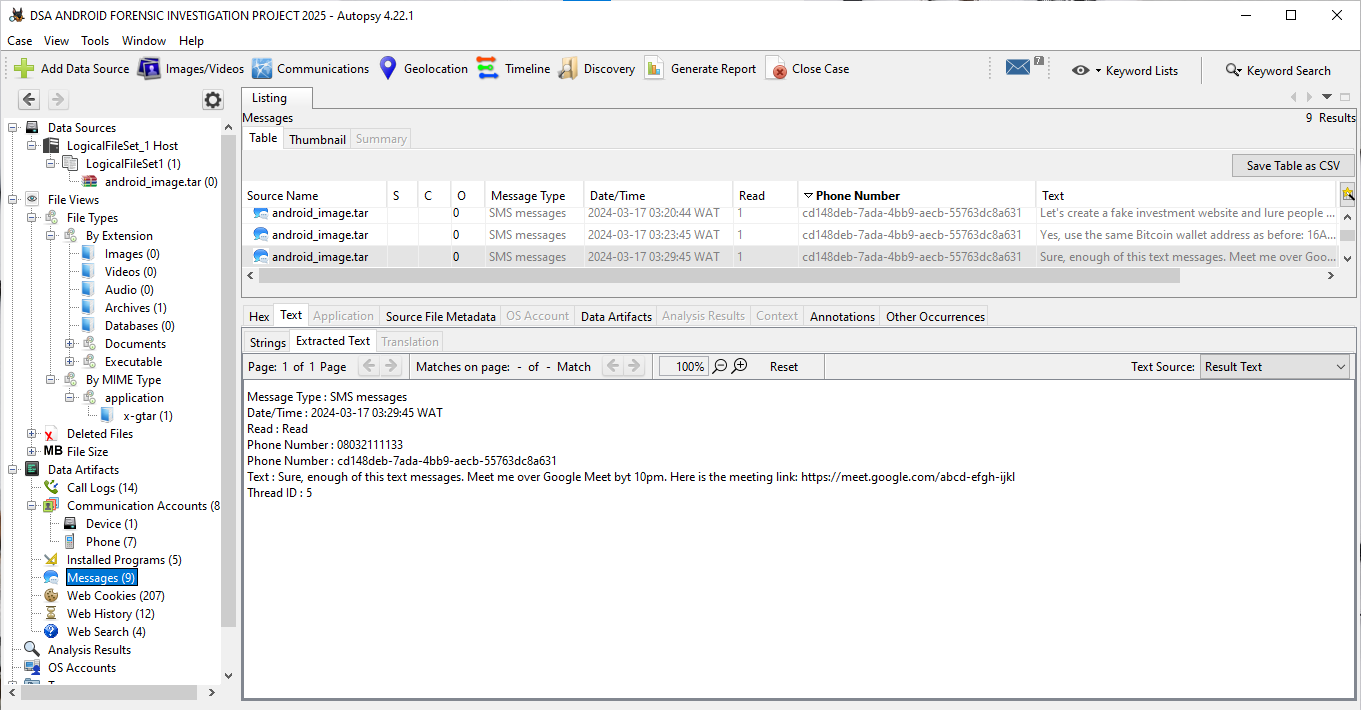 DSA ANDROID FORENSIC INVESTIGATION PROJECT 2025 - Autopsy 4.22.1
Case View Tools Window Help
Add Data Source Images/Videos Communications Geolocation Timeline Discovery Generate Report Close Case 7 Keyword Lists Keyword Search
Data Sources
LogicalFileSet_1 Host
LogicalFileSet1 (1)
android_image.tar (0)
File Views
File Types
By Extension
Images (0)
Videos (0)
Audio (0)
Archives (1)
Databases (0)
Documents
Executable
By MIME Type
application
x-gtar (1)
Deleted Files
MB File Size
Data Artifacts
Call Logs (14)
Communication Accounts (8
Device (1)
Phone (7)
Installed Programs (5)
Messages (9)
Web Cookies (207)
Web History (12)
Web Search (4)
Analysis Results
OS Accounts
Listing
Messages
9 Results
Table Thumbnail Summary
Save Table as CSV
Source Name S C O Message Type Date/Time Read Phone Number Text
android_image.tar 0 SMS messages 2024-03-17 03:20:44 WAT 1 cd148deb-7ada-4bb9-aecb-55763dc8a631 Let's create a fake investment website and lure people ...
android_image.tar 0 SMS messages 2024-03-17 03:23:45 WAT 1 cd148deb-7ada-4bb9-aecb-55763dc8a631 Yes, use the same Bitcoin wallet address as before: 16A...
android_image.tar 0 SMS messages 2024-03-17 03:29:45 WAT 1 cd148deb-7ada-4bb9-aecb-55763dc8a631 Sure, enough of this text messages. Meet me over Goo...
Hex Text Application Source File Metadata OS Account Data Artifacts Analysis Results Context Annotations Other Occurrences
Strings Extracted Text Translation
Page: 1 of 1 Page Matches on page: - of - Match 100% Reset Text Source: Result Text
Message Type : SMS messages
Date/Time : 2024-03-17 03:29:45 WAT
Read : Read
Phone Number : 08032111133
Phone Number : cd148deb-7ada-4bb9-aecb-55763dc8a631
Text : Sure, enough of this text messages. Meet me over Google Meet byt 10pm. Here is the meeting link: https://meet.google.com/abcd-efgh-ijkl
Thread ID : 5